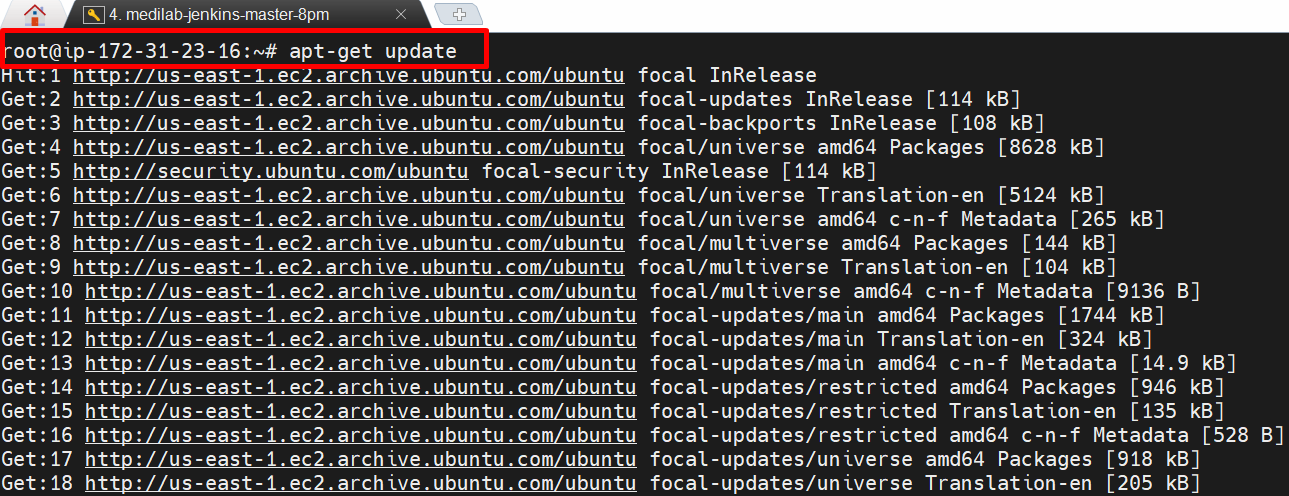 4. medilab-jenkins-master-8pm
root@ip-172-31-23-16:~# apt-get update
Hit:1 http://us-east-1.ec2.archive.ubuntu.com/ubuntu focal InRelease
Get:2 http://us-east-1.ec2.archive.ubuntu.com/ubuntu focal-updates InRelease [114 kB]
Get:3 http://us-east-1.ec2.archive.ubuntu.com/ubuntu focal-backports InRelease [108 kB]
Get:4 http://us-east-1.ec2.archive.ubuntu.com/ubuntu focal/universe amd64 Packages [8628 kB]
Get:5 http://security.ubuntu.com/ubuntu focal-security InRelease [114 kB]
Get:6 http://us-east-1.ec2.archive.ubuntu.com/ubuntu focal/universe Translation-en [5124 kB]
Get:7 http://us-east-1.ec2.archive.ubuntu.com/ubuntu focal/universe amd64 c-n-f Metadata [265 kB]
Get:8 http://us-east-1.ec2.archive.ubuntu.com/ubuntu focal/multiverse amd64 Packages [144 kB]
Get:9 http://us-east-1.ec2.archive.ubuntu.com/ubuntu focal/multiverse Translation-en [104 kB]
Get:10 http://us-east-1.ec2.archive.ubuntu.com/ubuntu focal/multiverse amd64 c-n-f Metadata [9136 B]
Get:11 http://us-east-1.ec2.archive.ubuntu.com/ubuntu focal-updates/main amd64 Packages [1744 kB]
Get:12 http://us-east-1.ec2.archive.ubuntu.com/ubuntu focal-updates/main Translation-en [324 kB]
Get:13 http://us-east-1.ec2.archive.ubuntu.com/ubuntu focal-updates/main amd64 c-n-f Metadata [14.9 kB]
Get:14 http://us-east-1.ec2.archive.ubuntu.com/ubuntu focal-updates/restricted amd64 Packages [946 kB]
Get:15 http://us-east-1.ec2.archive.ubuntu.com/ubuntu focal-updates/restricted Translation-en [135 kB]
Get:16 http://us-east-1.ec2.archive.ubuntu.com/ubuntu focal-updates/restricted amd64 c-n-f Metadata [528 B]
Get:17 http://us-east-1.ec2.archive.ubuntu.com/ubuntu focal-updates/universe amd64 Packages [918 kB]
Get:18 http://us-east-1.ec2.archive.ubuntu.com/ubuntu focal-updates/universe Translation-en [205 kB]